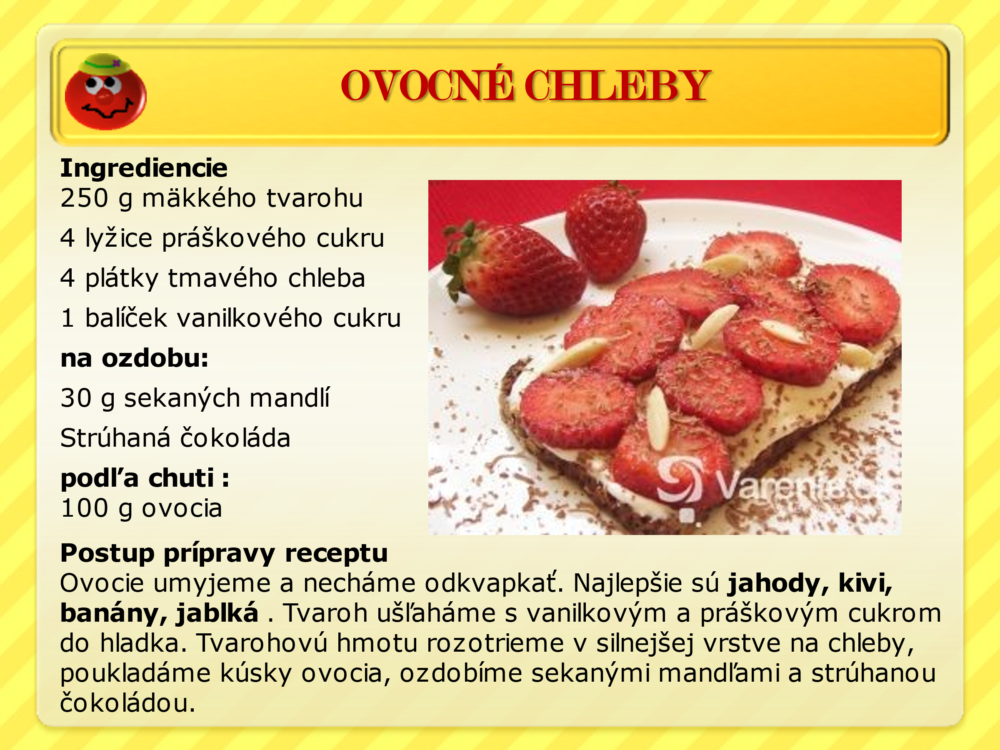 OVOCNÉ CHLEBY
Ingrediencie
250 g mäkkého tvarohu
4 lyžice práškového cukru
4 plátky tmavého chleba
1 balíček vanilkového cukru
na ozdobu:
30 g sekaných mandlí
Strúhaná čokoláda
podľa chuti :
100 g ovocia
Postup prípravy receptu
Ovocie umyjeme a necháme odkvapkať. Najlepšie sú jahody, kivi,
banány, jablká . Tvaroh ušľaháme s vanilkovým a práškovým cukrom
do hladka. Tvarohovú hmotu rozotrieme v silnejšej vrstve na chleby,
poukladáme kúsky ovocia, ozdobíme sekanými mandľami a strúhanou
čokoládou.